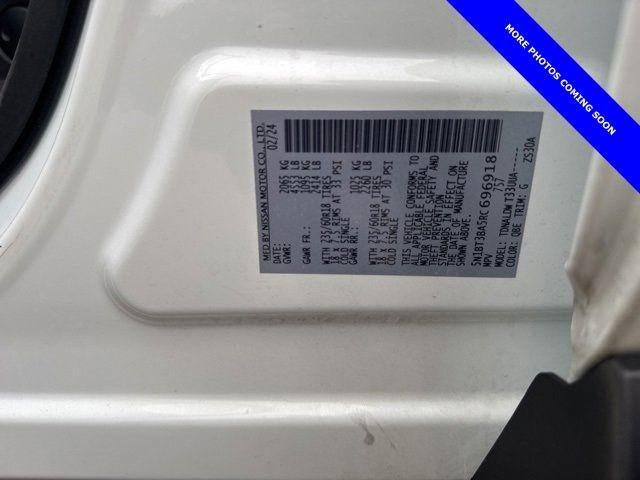 MORE PHOTOS COMING SOON
MFD BY NISSAN MOTOR CO., LTD.
02/24
GVWR: 2065 KG
4553 LB
GAWR FR.: 1095 KG
2414 LB
WITH 235/60R18 TIRES
18 X 7.5 RIMS AT 33 PSI
COLD SINGLE
GAWR RR.: 1025 KG
2260 LB
WITH 235/60R18 TIRES
18 X 7.5 RIMS AT 30 PSI
COLD SINGLE
THIS VEHICLE CONFORMS TO
ALL APPLICABLE FEDERAL
MOTOR VEHICLE SAFETY AND
THEFT PREVENTION
STANDARDS IN EFFECT ON
THE DATE OF MANUFACTURE
SHOWN ABOVE.
5N1BT3BA5RC696918
MPV 757
MODEL:
COLOR: QBE TRIM: G ZS30A